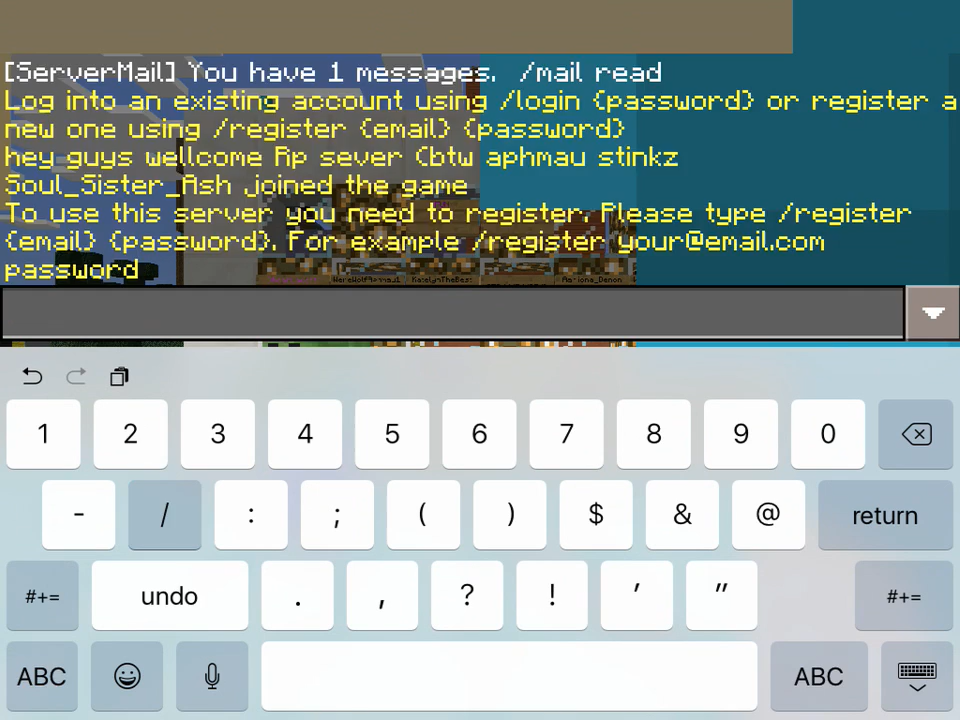 [ServerMail] You have 1 messages.  /mail read
Log into an existing account using /login {password} or register a
new one using /register {email} {password}
hey guys wellcome Rp sever (btw aphmau stinkz
Soul_Sister_Ash joined the game
To use this server you need to register. Please type /register
{email} {password}. For example /register your@email.com
password
1 2 3 4 5 6 7 8 9 0
- / : ; ( ) $ & @ return
#+= undo . , ? ! ' " #+=
ABC ABC